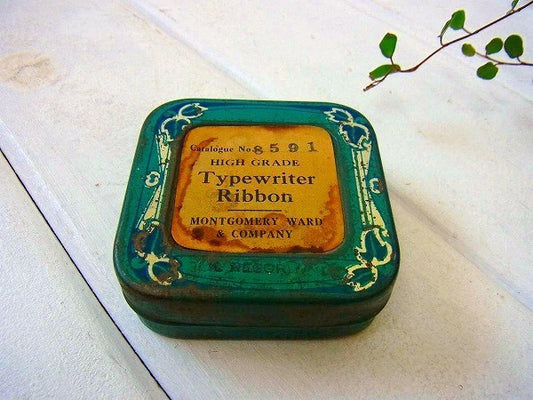 Catalogue No. 8591
HIGH GRADE
Typewriter
Ribbon
MONTGOMERY WARD
& COMPANY